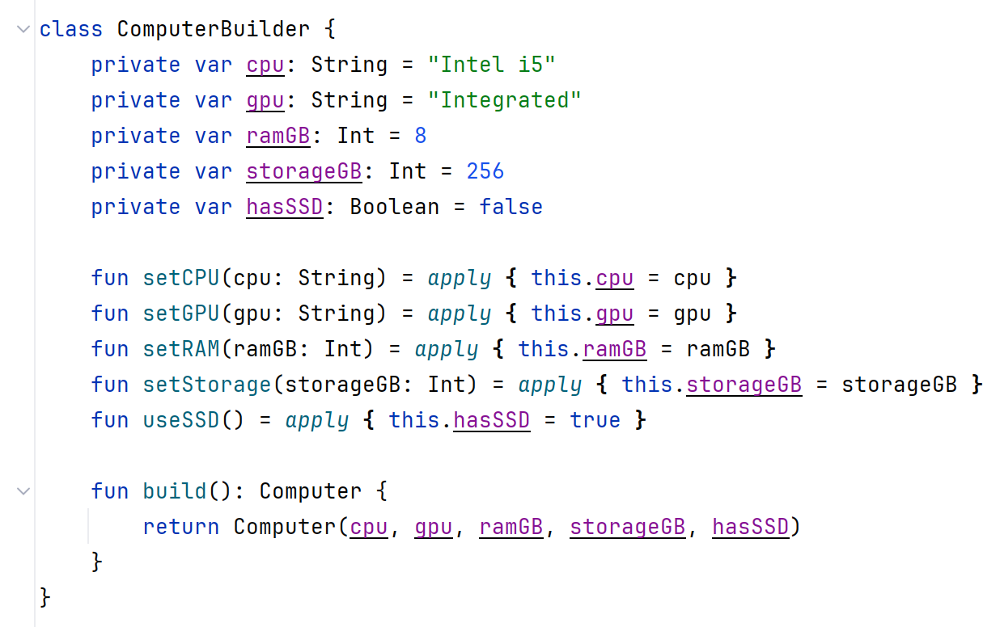 class ComputerBuilder {
    private var cpu: String = "Intel i5"
    private var gpu: String = "Integrated"
    private var ramGB: Int = 8
    private var storageGB: Int = 256
    private var hasSSD: Boolean = false

    fun setCPU(cpu: String) = apply { this.cpu = cpu }
    fun setGPU(gpu: String) = apply { this.gpu = gpu }
    fun setRAM(ramGB: Int) = apply { this.ramGB = ramGB }
    fun setStorage(storageGB: Int) = apply { this.storageGB = storageGB }
    fun useSSD() = apply { this.hasSSD = true }

    fun build(): Computer {
        return Computer(cpu, gpu, ramGB, storageGB, hasSSD)
    }
}